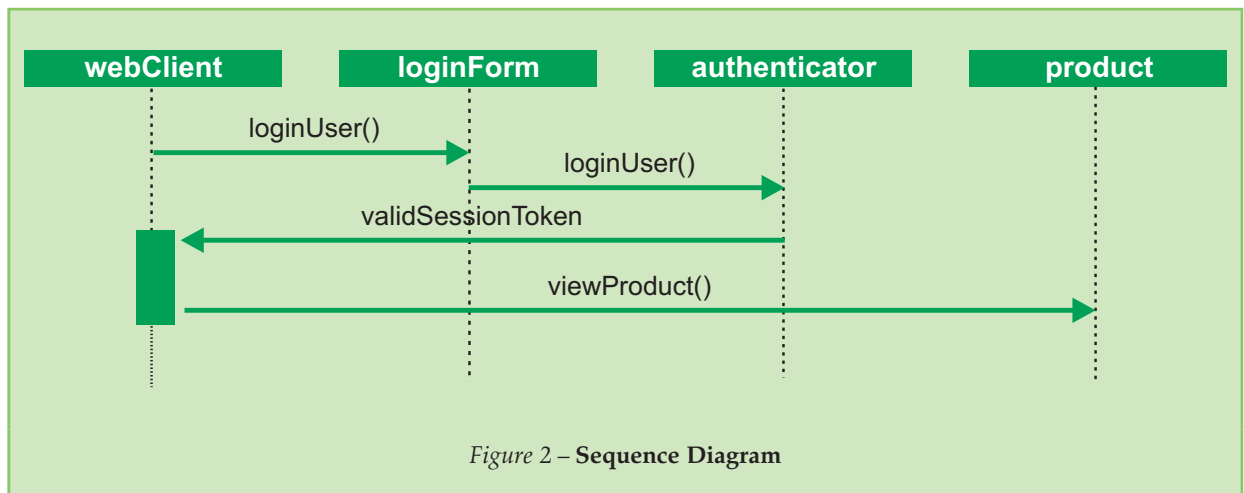 webClient loginForm authenticator product
loginUser()
loginUser()
validSessionToken
viewProduct()
Figure 2 – Sequence Diagram